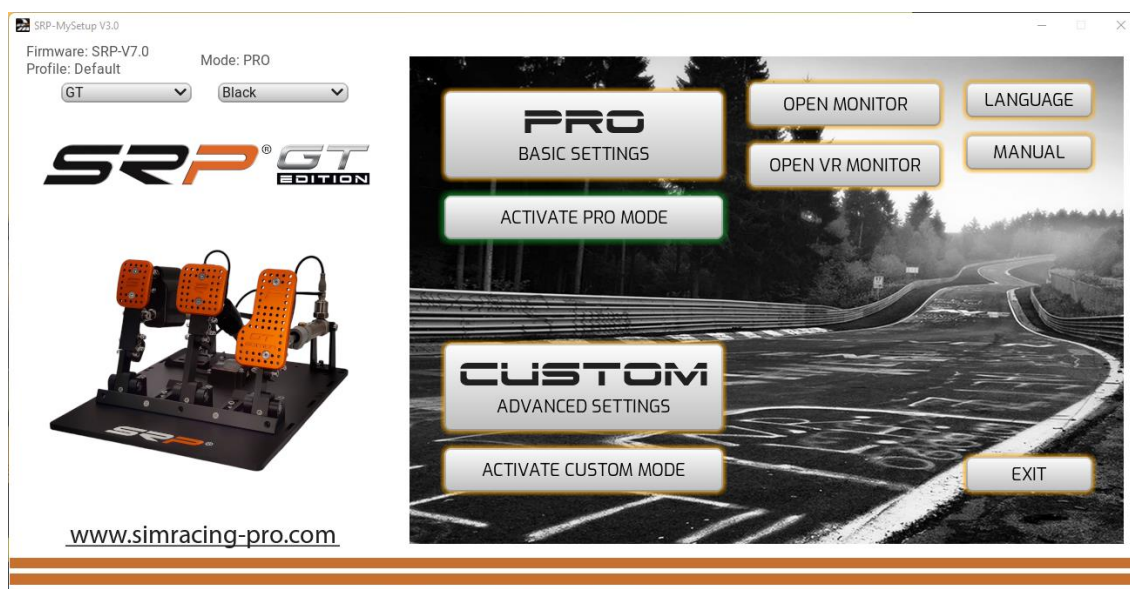 SRP-MySetup V3.0
Firmware: SRP-V7.0
Profile: Default
Mode: PRO
GT
Black
SRP® GT
EDITION
SRP®
www.simracing-pro.com
PRO
BASIC SETTINGS
ACTIVATE PRO MODE
OPEN MONITOR
OPEN VR MONITOR
LANGUAGE
MANUAL
CUSTOM
ADVANCED SETTINGS
ACTIVATE CUSTOM MODE
EXIT